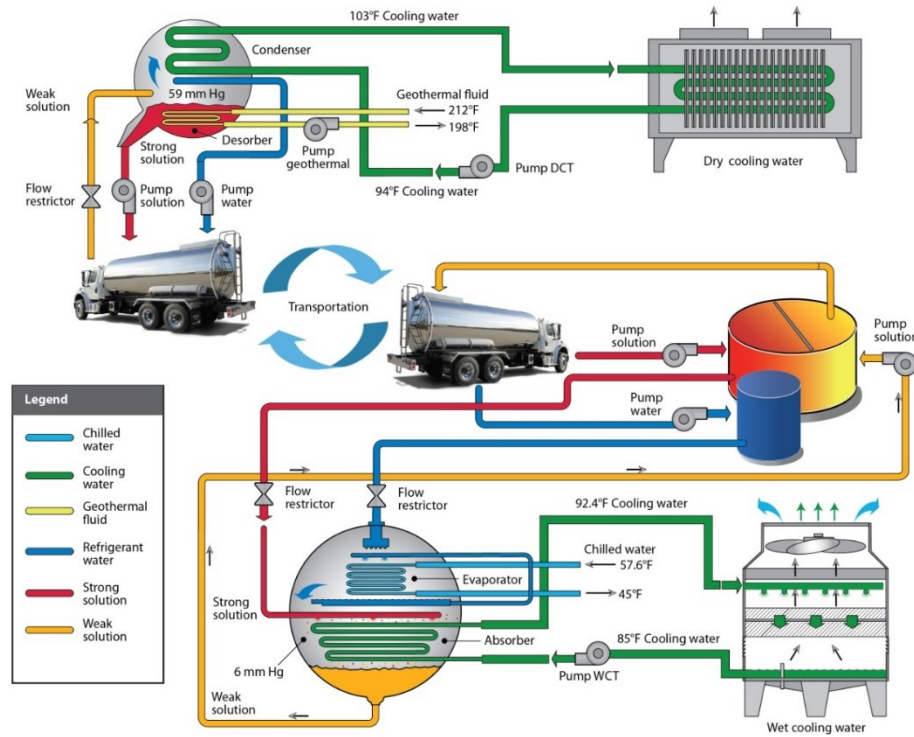 103°F Cooling water
Condenser
Weak
solution
59 mm Hg
Geothermal fluid
212°F
198°F
Desorber
Strong
solution
Pump
geothermal
Pump DCT
94°F Cooling water
Dry cooling water
Flow
restrictor
Pump
solution
Pump
water
Transportation
Pump
solution
Pump
solution
Pump
water
Legend
Chilled
water
Cooling
water
Geothermal
fluid
Refrigerant
water
Strong
solution
Weak
solution
Flow
restrictor
Flow
restrictor
92.4°F Cooling water
Chilled water
57.6°F
Evaporator
45°F
Strong
solution
Absorber
85°F Cooling water
6 mm Hg
Pump WCT
Weak
solution
Wet cooling water